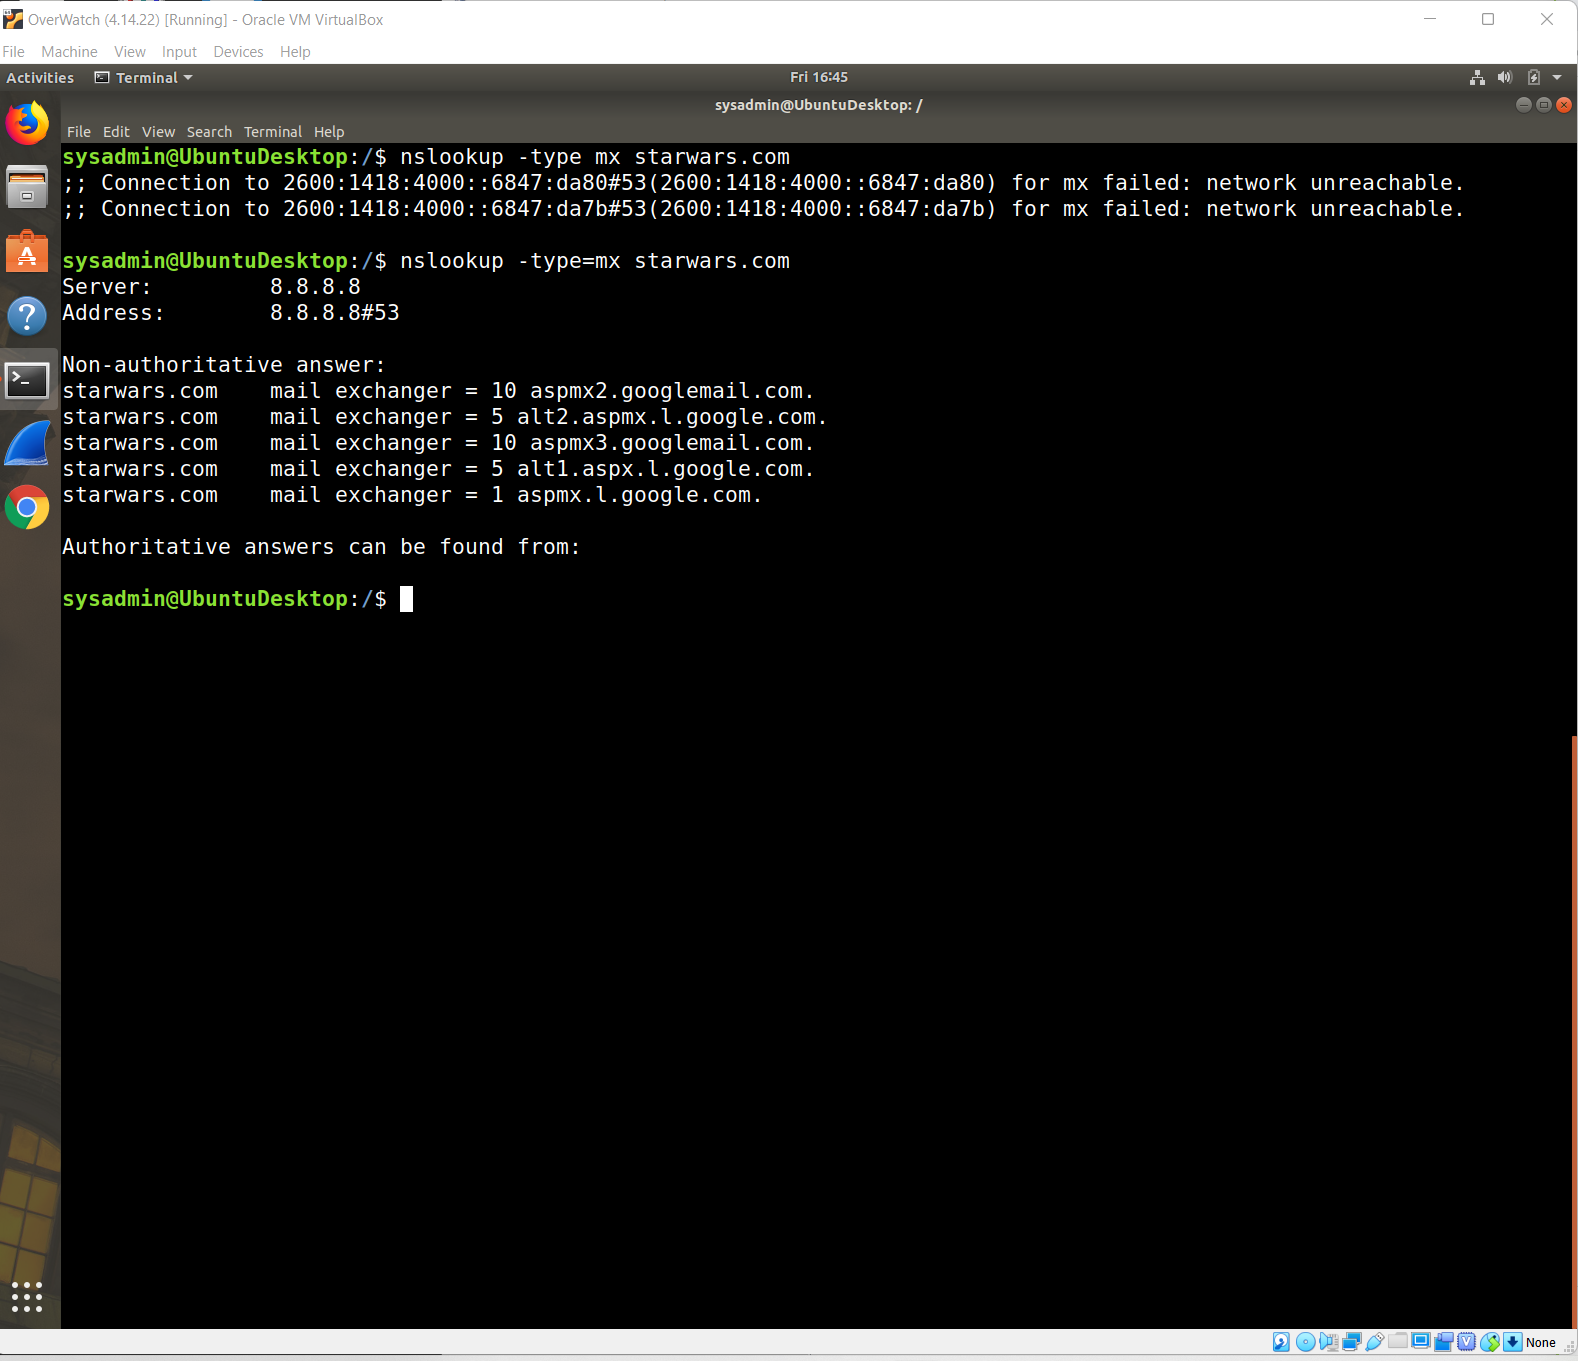 OverWatch (4.14.22) [Running] - Oracle VM VirtualBox
File Machine View Input Devices Help
Activities Terminal Fri 16:45
sysadmin@UbuntuDesktop: /
File Edit View Search Terminal Help
sysadmin@UbuntuDesktop:/$ nslookup -type mx starwars.com
;; Connection to 2600:1418:4000::6847:da80#53(2600:1418:4000::6847:da80) for mx failed: network unreachable.
;; Connection to 2600:1418:4000::6847:da7b#53(2600:1418:4000::6847:da7b) for mx failed: network unreachable.
sysadmin@UbuntuDesktop:/$ nslookup -type=mx starwars.com
Server: 8.8.8.8
Address: 8.8.8.8#53
Non-authoritative answer:
starwars.com mail exchanger = 10 aspmx2.googlemail.com.
starwars.com mail exchanger = 5 alt2.aspmx.l.google.com.
starwars.com mail exchanger = 10 aspmx3.googlemail.com.
starwars.com mail exchanger = 5 alt1.aspx.l.google.com.
starwars.com mail exchanger = 1 aspmx.l.google.com.
Authoritative answers can be found from:
sysadmin@UbuntuDesktop:/$
None